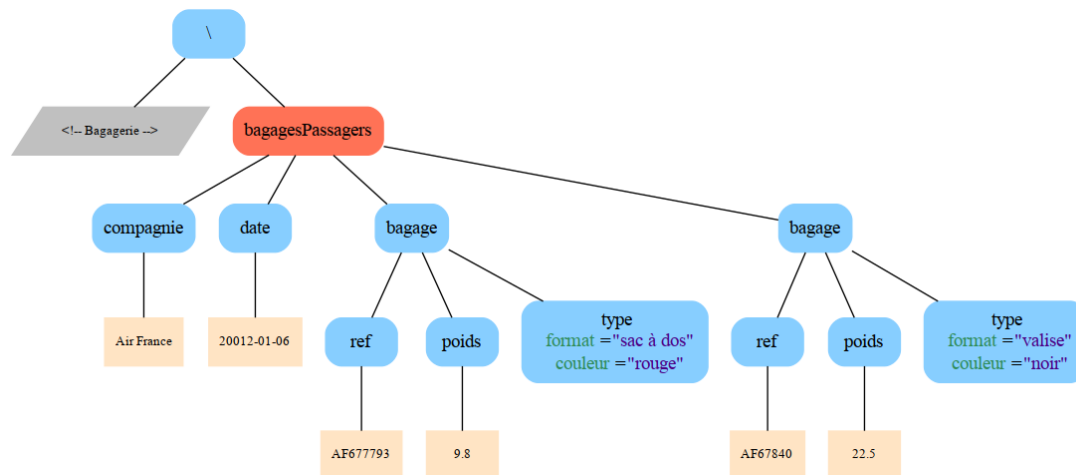 \
<!-- Bagagerie -->
bagagesPassagers
compagnie
date
bagage
bagage
Air France
20012-01-06
ref
poids
type
format ="sac à dos"
couleur ="rouge"
ref
poids
type
format ="valise"
couleur ="noir"
AF677793
9.8
AF67840
22.5